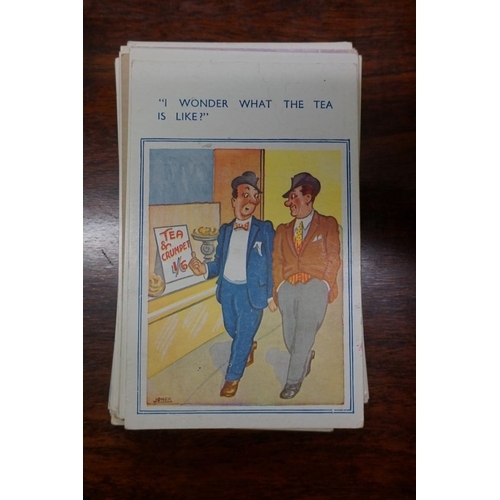 "I WONDER WHAT THE TEA
IS LIKE?"
TEA
&
CRUMPET
1/6